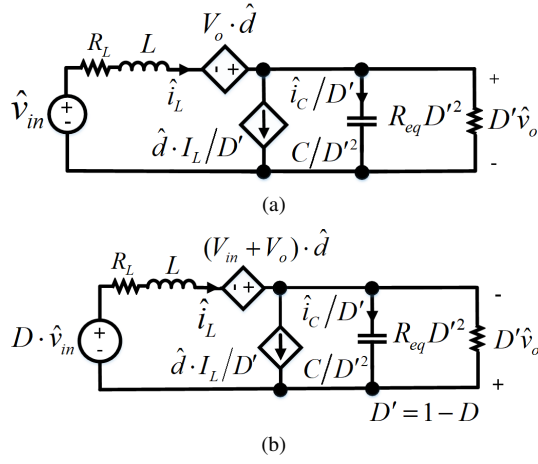 V_o · d̂
R_L L
- +
î_L
î_C/D′
+
v̂_in
+
-
R_eq D′²
D′v̂_o
d̂ · I_L/D′
C/D′²
-
(a)
(V_in + V_o) · d̂
R_L L
- +
î_L
î_C/D′
-
D · v̂_in
+
-
R_eq D′²
D′v̂_o
d̂ · I_L/D′
C/D′²
+
D′ = 1 − D
(b)